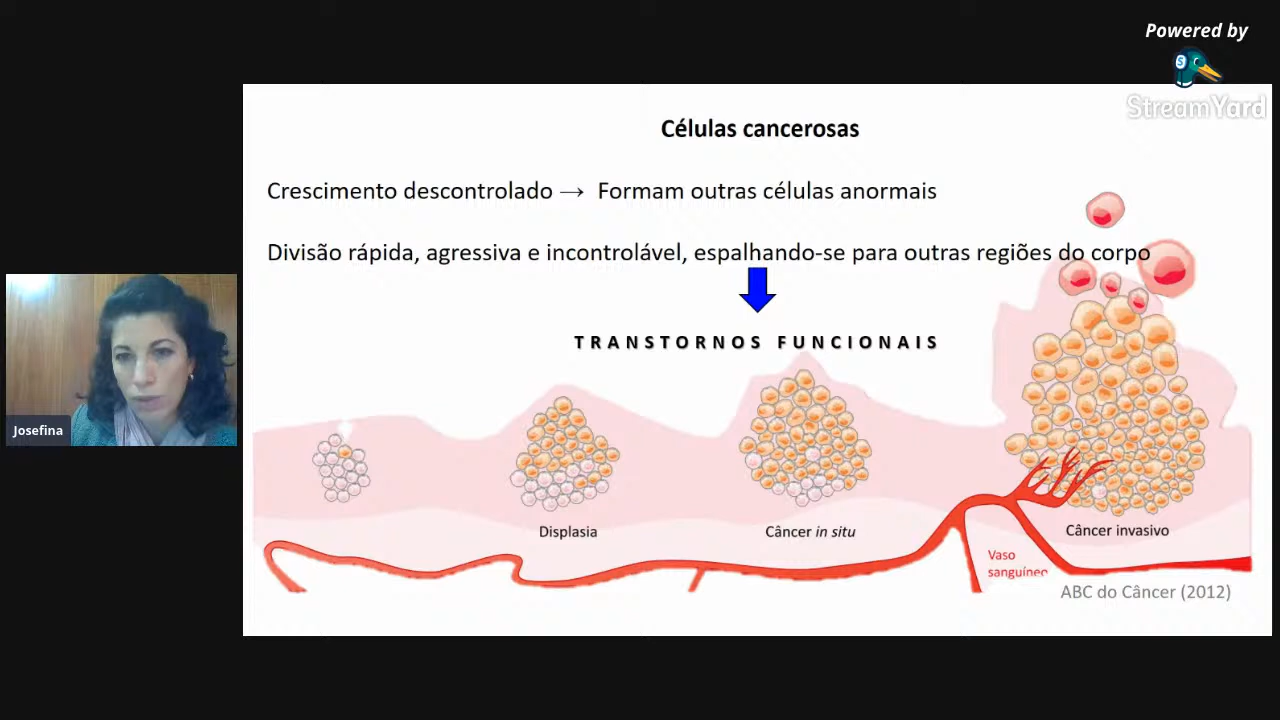 Powered by
StreamYard
Células cancerosas
Crescimento descontrolado → Formam outras células anormais
Divisão rápida, agressiva e incontrolável, espalhando-se para outras regiões do corpo
TRANSTORNOS FUNCIONAIS
Josefina
Displasia
Câncer in situ
Câncer invasivo
Vaso
sanguíneo
ABC do Câncer (2012)